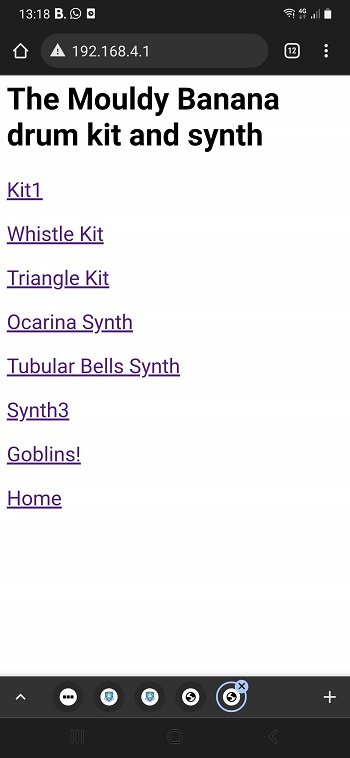 13:18 B.
4G
192.168.4.1
12
The Mouldy Banana
drum kit and synth
Kit1
Whistle Kit
Triangle Kit
Ocarina Synth
Tubular Bells Synth
Synth3
Goblins!
Home